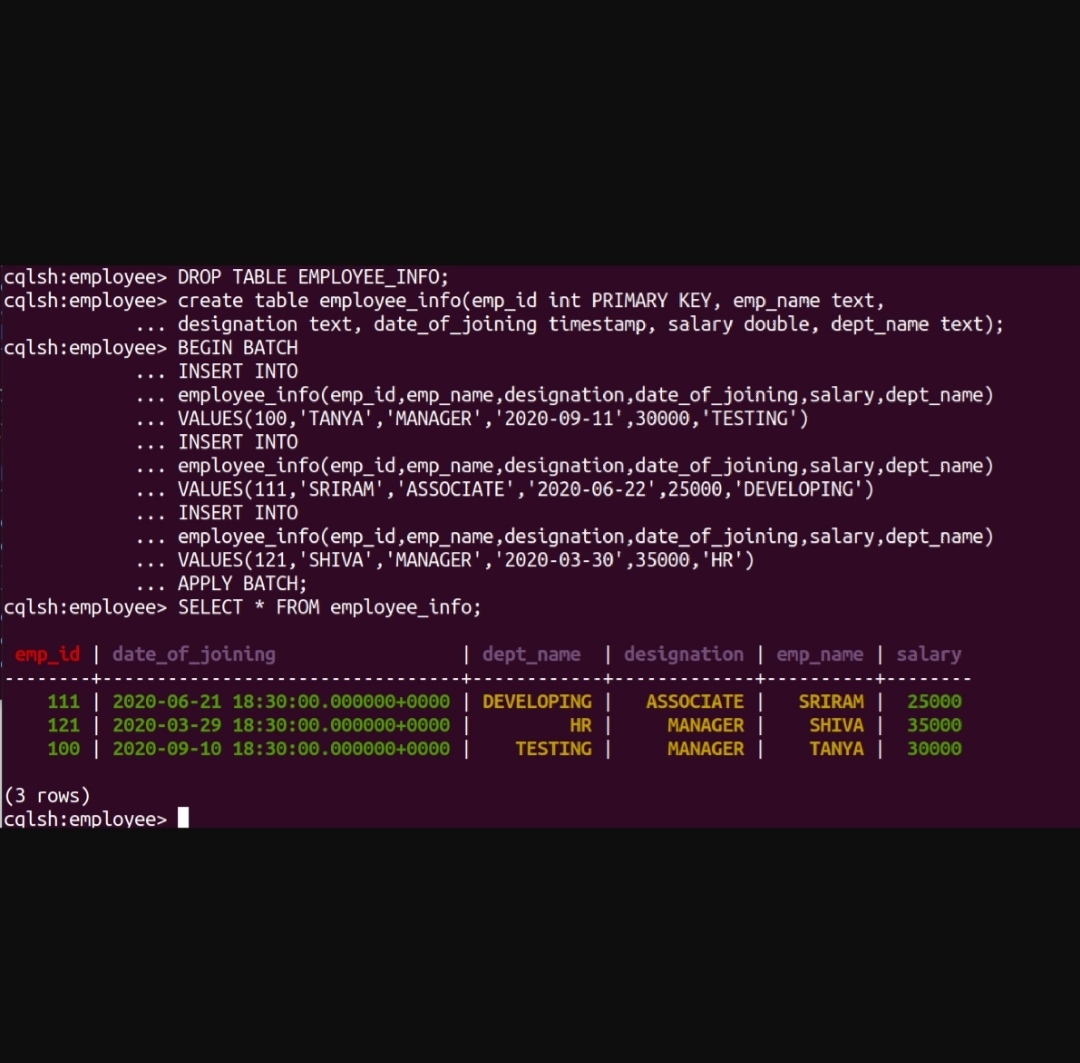 cqlsh:employee> DROP TABLE EMPLOYEE_INFO;
cqlsh:employee> create table employee_info(emp_id int PRIMARY KEY, emp_name text,
            ... designation text, date_of_joining timestamp, salary double, dept_name text);
cqlsh:employee> BEGIN BATCH
            ... INSERT INTO
            ... employee_info(emp_id,emp_name,designation,date_of_joining,salary,dept_name)
            ... VALUES(100,'TANYA','MANAGER','2020-09-11',30000,'TESTING')
            ... INSERT INTO
            ... employee_info(emp_id,emp_name,designation,date_of_joining,salary,dept_name)
            ... VALUES(111,'SRIRAM','ASSOCIATE','2020-06-22',25000,'DEVELOPING')
            ... INSERT INTO
            ... employee_info(emp_id,emp_name,designation,date_of_joining,salary,dept_name)
            ... VALUES(121,'SHIVA','MANAGER','2020-03-30',35000,'HR')
            ... APPLY BATCH;
cqlsh:employee> SELECT * FROM employee_info;
 emp_id | date_of_joining                 | dept_name  | designation | emp_name | salary
--------+---------------------------------+------------+-------------+----------+--------
    111 | 2020-06-21 18:30:00.000000+0000 | DEVELOPING |   ASSOCIATE |   SRIRAM |  25000
    121 | 2020-03-29 18:30:00.000000+0000 |         HR |     MANAGER |    SHIVA |  35000
    100 | 2020-09-10 18:30:00.000000+0000 |    TESTING |     MANAGER |    TANYA |  30000
(3 rows)
cqlsh:employee>